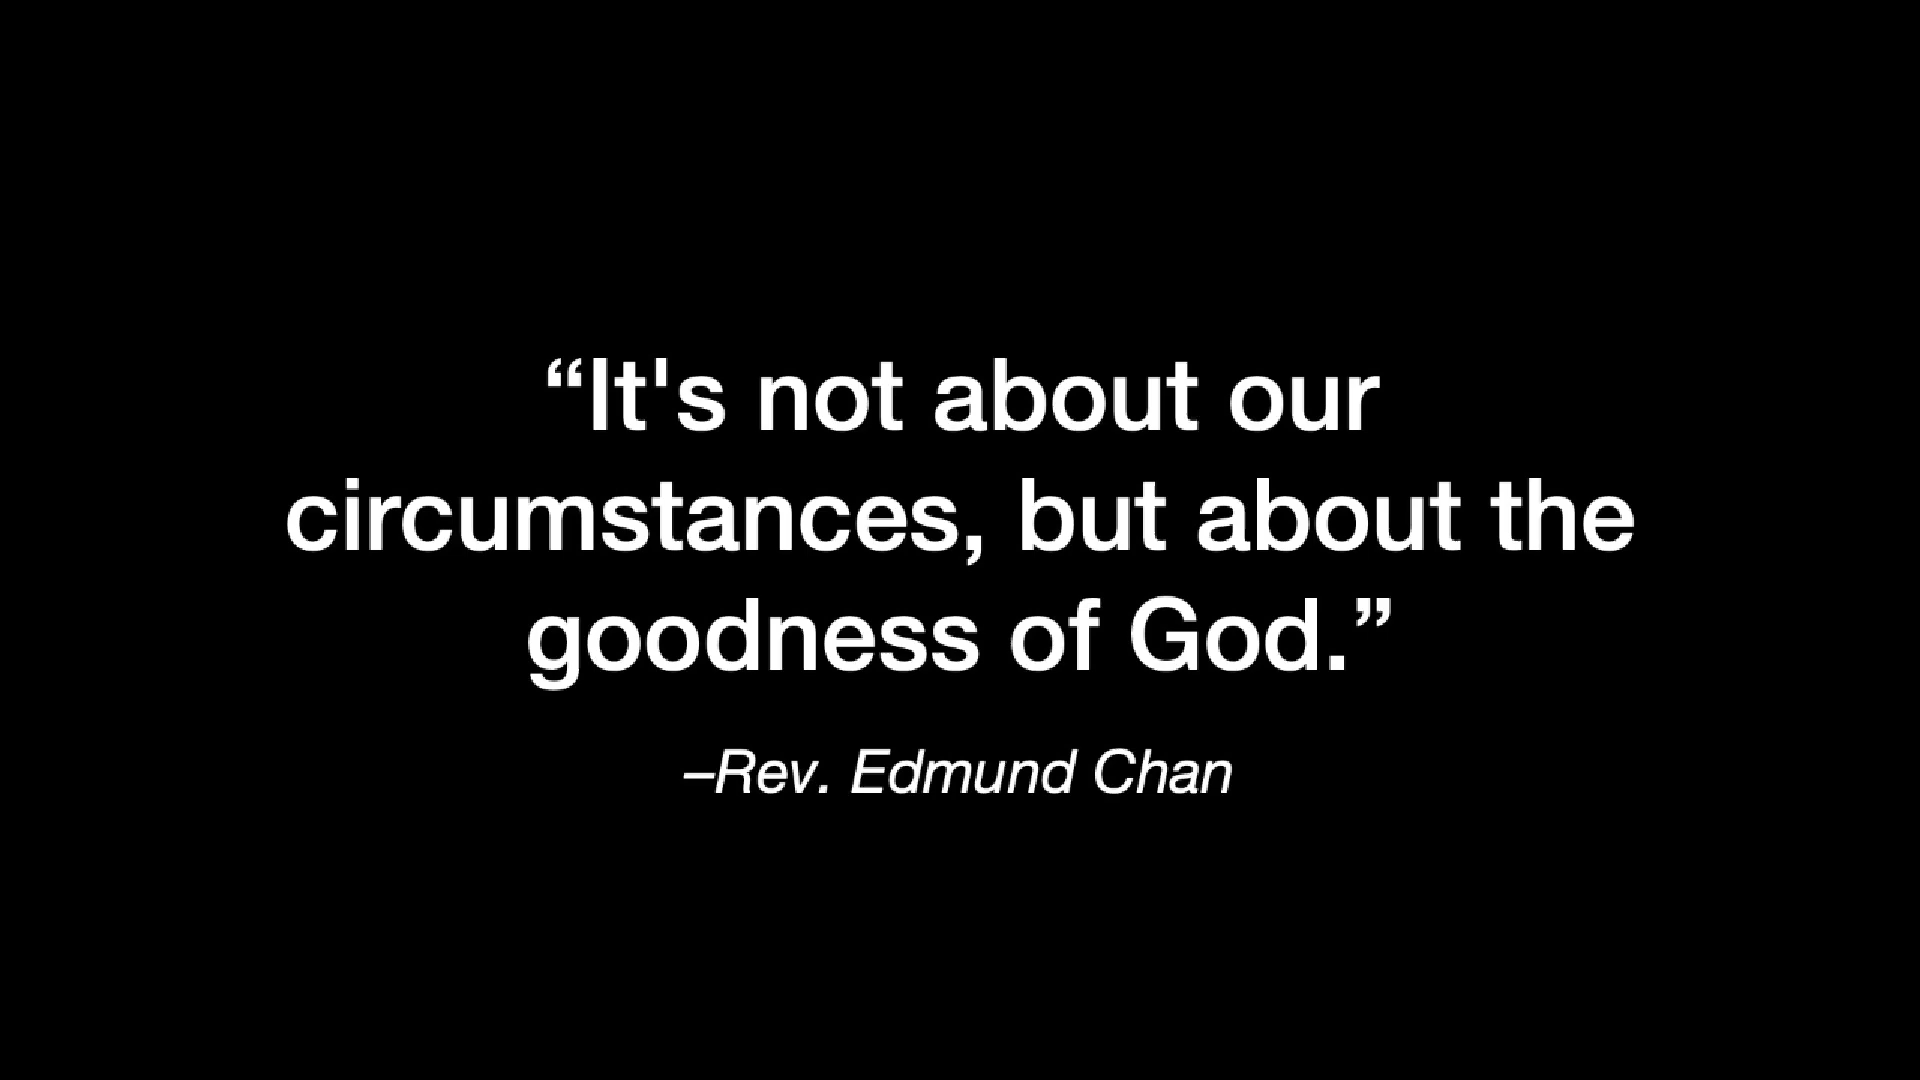 “It's not about our
circumstances, but about the
goodness of God.”
–Rev. Edmund Chan